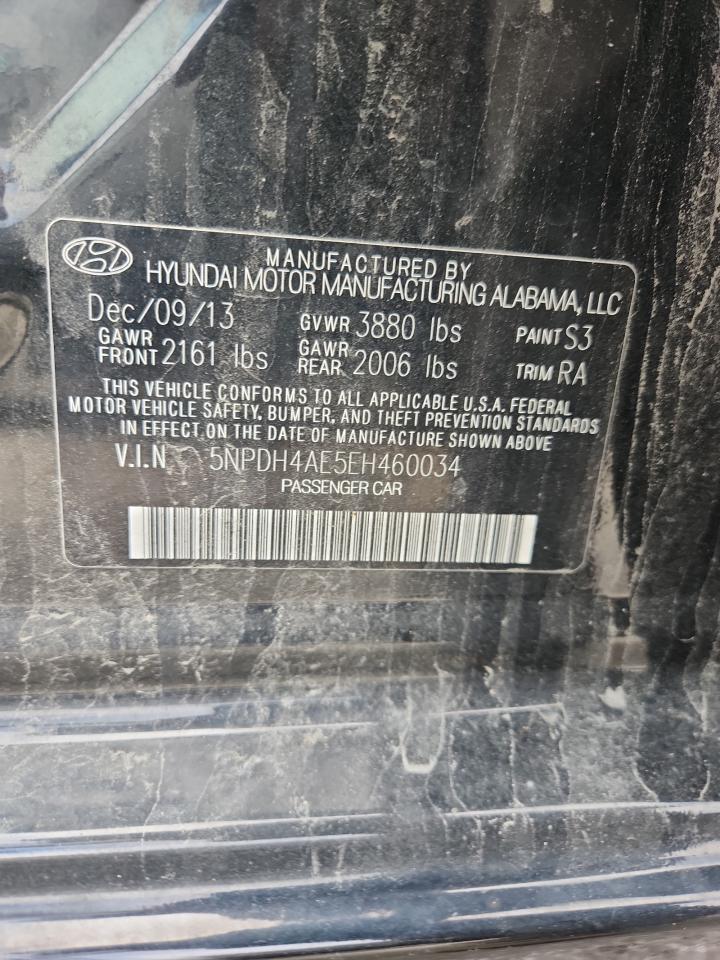 MANUFACTURED BY
HYUNDAI MOTOR MANUFACTURING ALABAMA, LLC
Dec/09/13 GVWR 3880 lbs PAINT S3
GAWR FRONT 2161 lbs GAWR REAR 2006 lbs TRIM RA
THIS VEHICLE CONFORMS TO ALL APPLICABLE U.S.A. FEDERAL
MOTOR VEHICLE SAFETY, BUMPER, AND THEFT PREVENTION STANDARDS
IN EFFECT ON THE DATE OF MANUFACTURE SHOWN ABOVE
V.I.N 5NPDH4AE5EH460034
PASSENGER CAR